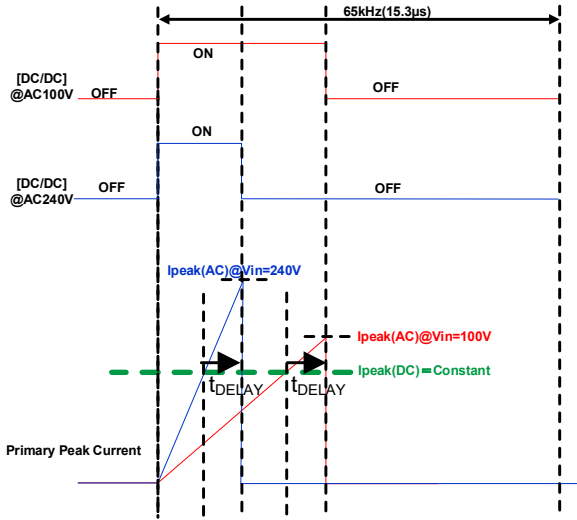 65kHz(15.3μs)
ON
[DC/DC]
@AC100V
OFF
OFF
ON
[DC/DC]
@AC240V
OFF
OFF
Ipeak(AC)@Vin=240V
Ipeak(AC)@Vin=100V
Ipeak(DC)=Constant
tDELAY
tDELAY
Primary Peak Current